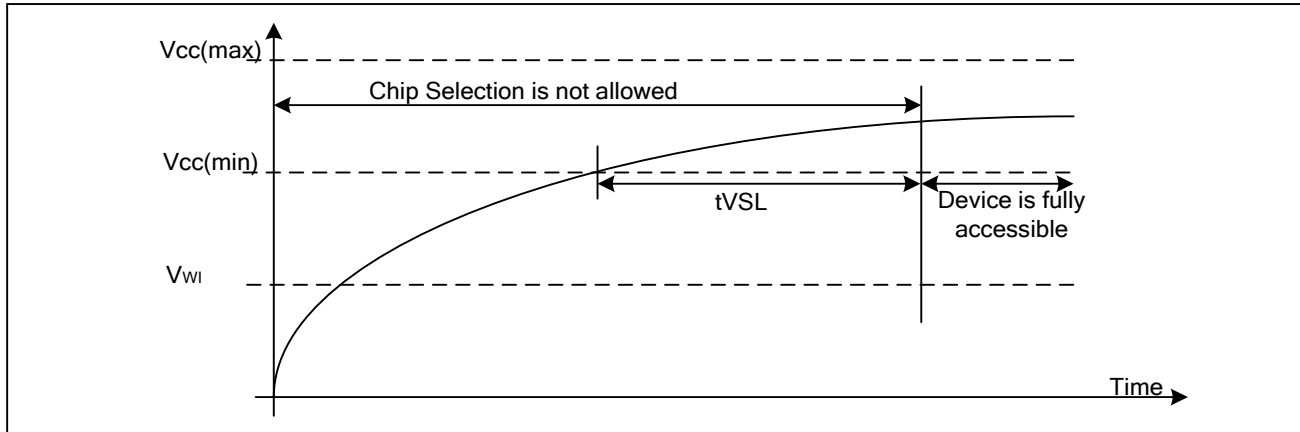 Vcc(max)
Chip Selection is not allowed
Vcc(min)
tVSL
Device is fully
accessible
VWI
Time